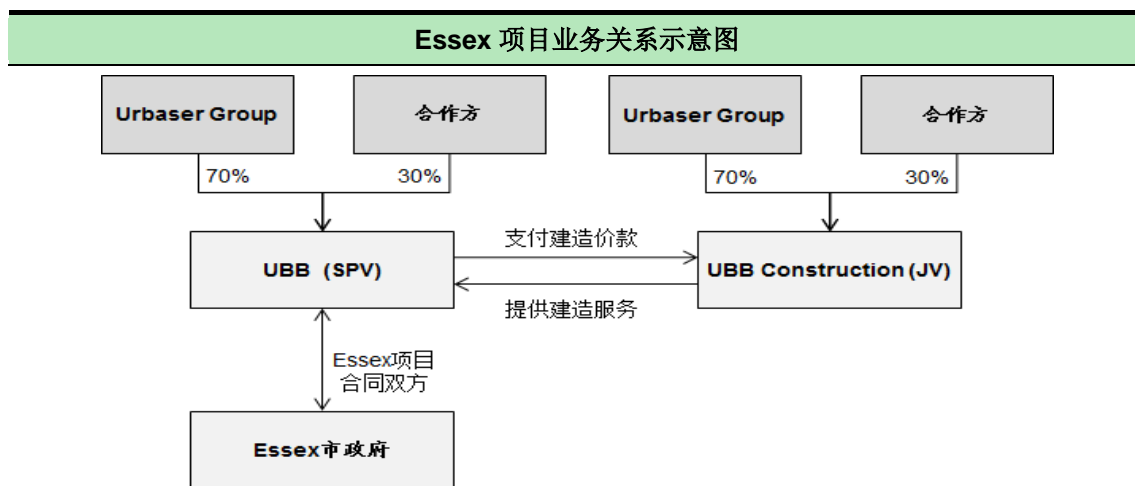 Essex 项目业务关系示意图
Urbaser Group
合作方
Urbaser Group
合作方
70%
30%
70%
30%
UBB (SPV)
支付建造价款
UBB Construction (JV)
提供建造服务
Essex项目
合同双方
Essex市政府